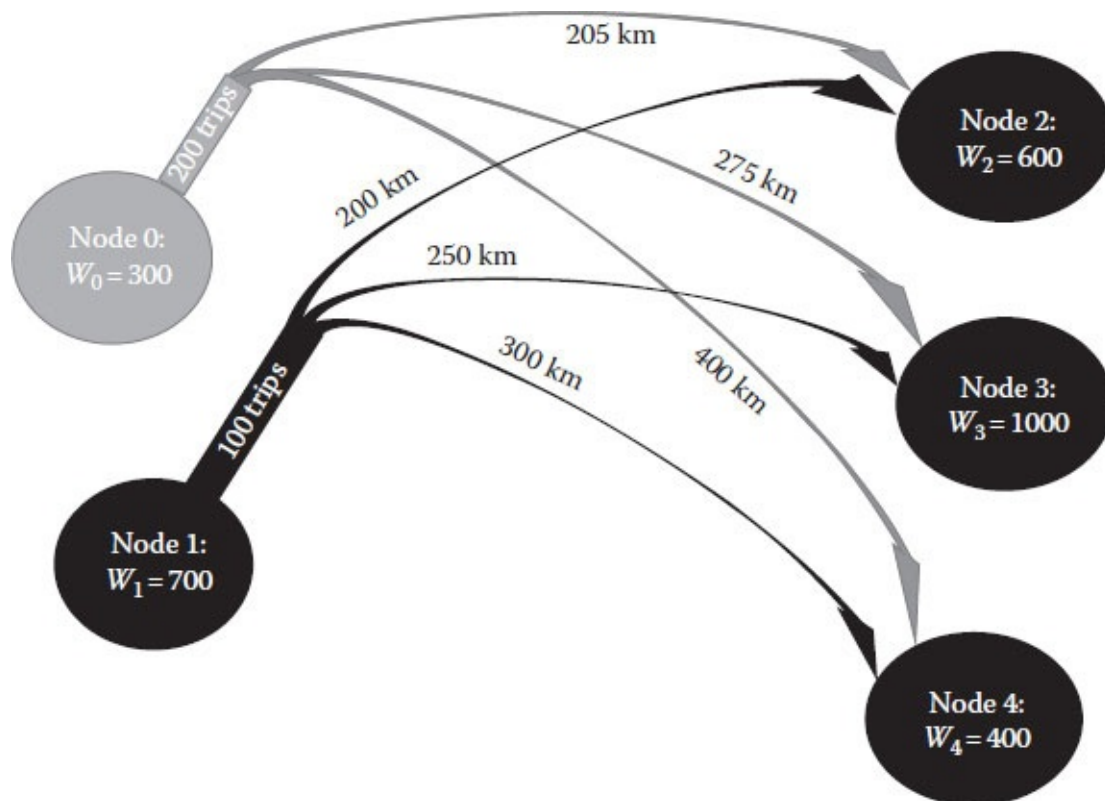 205 km
200 trips
Node 2:
W₂ = 600
275 km
200 km
Node 0:
W₀ = 300
250 km
300 km
400 km
100 trips
Node 3:
W₃ = 1000
Node 1:
W₁ = 700
Node 4:
W₄ = 400